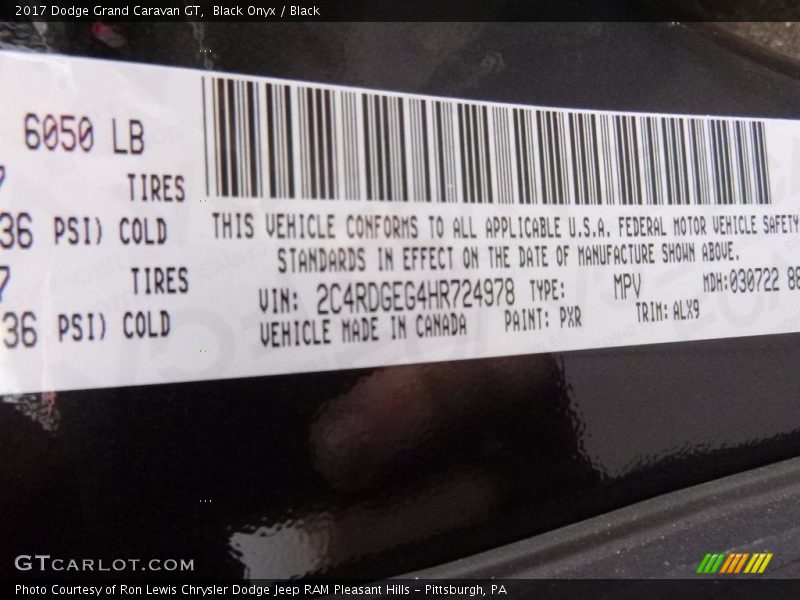 2017 Dodge Grand Caravan GT, Black Onyx / Black
6050 LB
TIRES
36 PSI) COLD
TIRES
36 PSI) COLD
THIS VEHICLE CONFORMS TO ALL APPLICABLE U.S.A. FEDERAL MOTOR VEHICLE SAFETY
STANDARDS IN EFFECT ON THE DATE OF MANUFACTURE SHOWN ABOVE.
VIN: 2C4RDGEG4HR724978 TYPE: MPV MDH:030722 
VEHICLE MADE IN CANADA PAINT: PXR TRIM: ALX9
GTCARLOT.COM
Photo Courtesy of Ron Lewis Chrysler Dodge Jeep RAM Pleasant Hills - Pittsburgh, PA